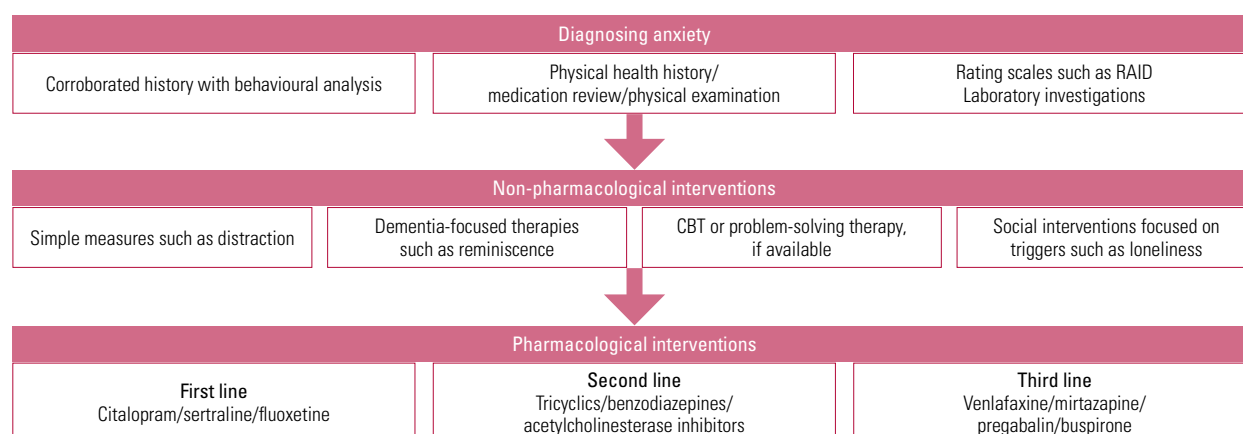 Diagnosing anxiety
Corroborated history with behavioural analysis
Physical health history/
medication review/physical examination
Rating scales such as RAID
Laboratory investigations
Non-pharmacological interventions
Simple measures such as distraction
Dementia-focused therapies
such as reminiscence
CBT or problem-solving therapy,
if available
Social interventions focused on
triggers such as loneliness
Pharmacological interventions
First line
Citalopram/sertraline/fluoxetine
Second line
Tricyclics/benzodiazepines/
acetylcholinesterase inhibitors
Third line
Venlafaxine/mirtazapine/
pregabalin/buspirone